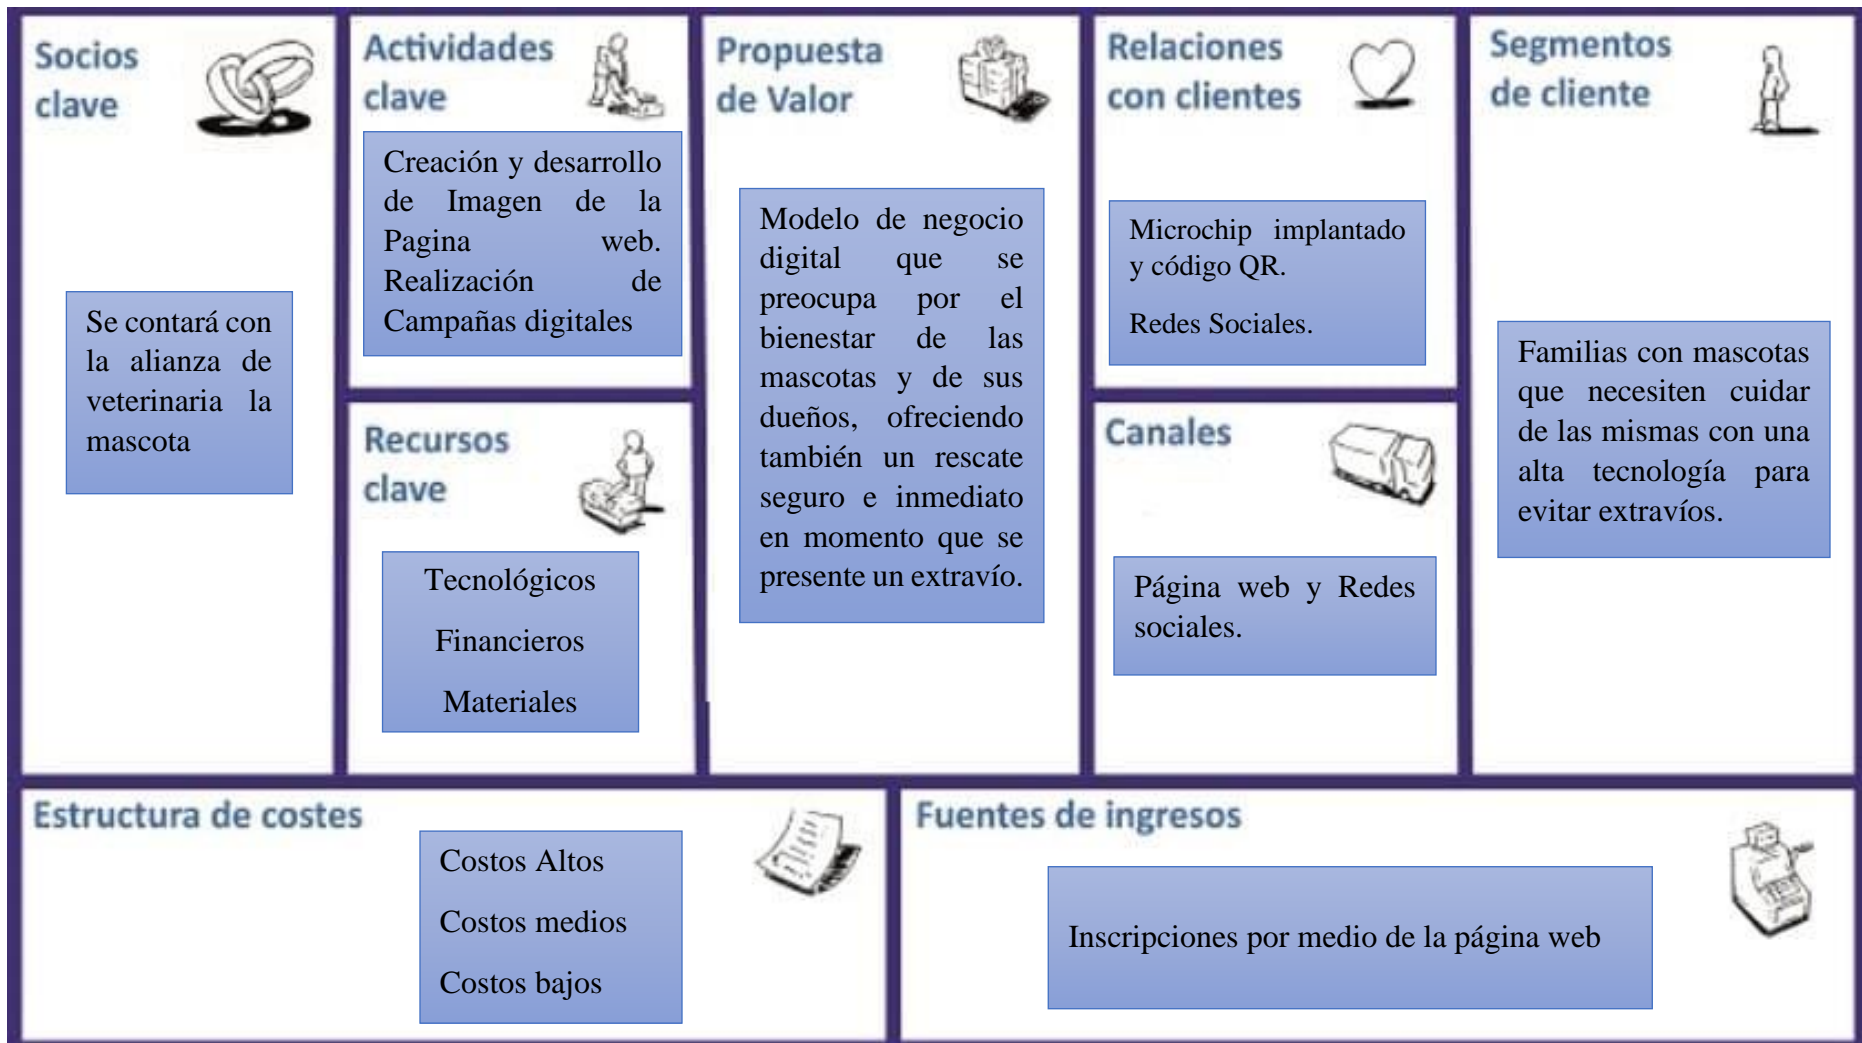 Socios
clave
Se contará con
la alianza de
veterinaria la
mascota
Actividades
clave
Creación y desarrollo
de Imagen de la
Pagina web.
Realización de
Campañas digitales
Recursos
clave
Tecnológicos
Financieros
Materiales
Propuesta
de Valor
Modelo de negocio
digital que se
preocupa por el
bienestar de las
mascotas y de sus
dueños, ofreciendo
también un rescate
seguro e inmediato
en momento que se
presente un extravío.
Relaciones
con clientes
Microchip implantado
y código QR.
Redes Sociales.
Canales
Página web y Redes
sociales.
Segmentos
de cliente
Familias con mascotas
que necesiten cuidar
de las mismas con una
alta tecnología para
evitar extravíos.
Estructura de costes
Costos Altos
Costos medios
Costos bajos
Fuentes de ingresos
Inscripciones por medio de la página web